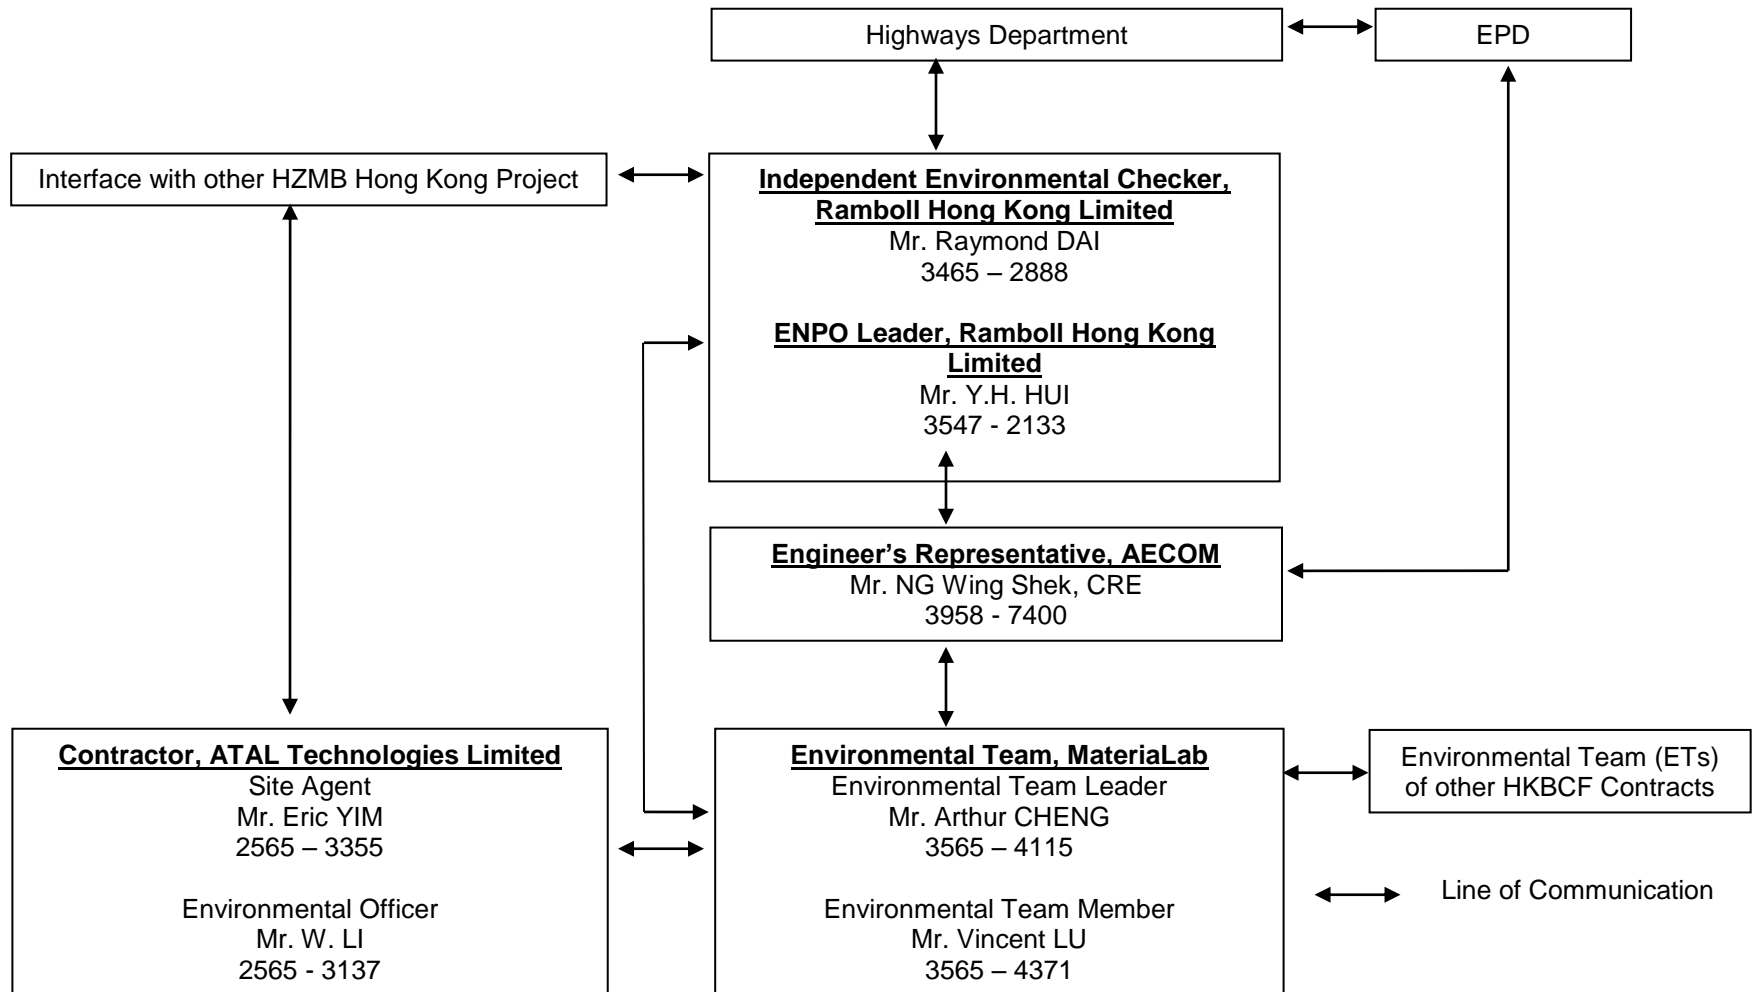 Highways Department
EPD
Interface with other HZMB Hong Kong Project
Independent Environmental Checker,
Ramboll Hong Kong Limited
Mr. Raymond DAI
3465 – 2888
ENPO Leader, Ramboll Hong Kong
Limited
Mr. Y.H. HUI
3547 - 2133
Engineer’s Representative, AECOM
Mr. NG Wing Shek, CRE
3958 - 7400
Contractor, ATAL Technologies Limited
Site Agent
Mr. Eric YIM
2565 – 3355
Environmental Officer
Mr. W. LI
2565 - 3137
Environmental Team, MateriaLab
Environmental Team Leader
Mr. Arthur CHENG
3565 – 4115
Environmental Team Member
Mr. Vincent LU
3565 – 4371
Environmental Team (ETs)
of other HKBCF Contracts
Line of Communication